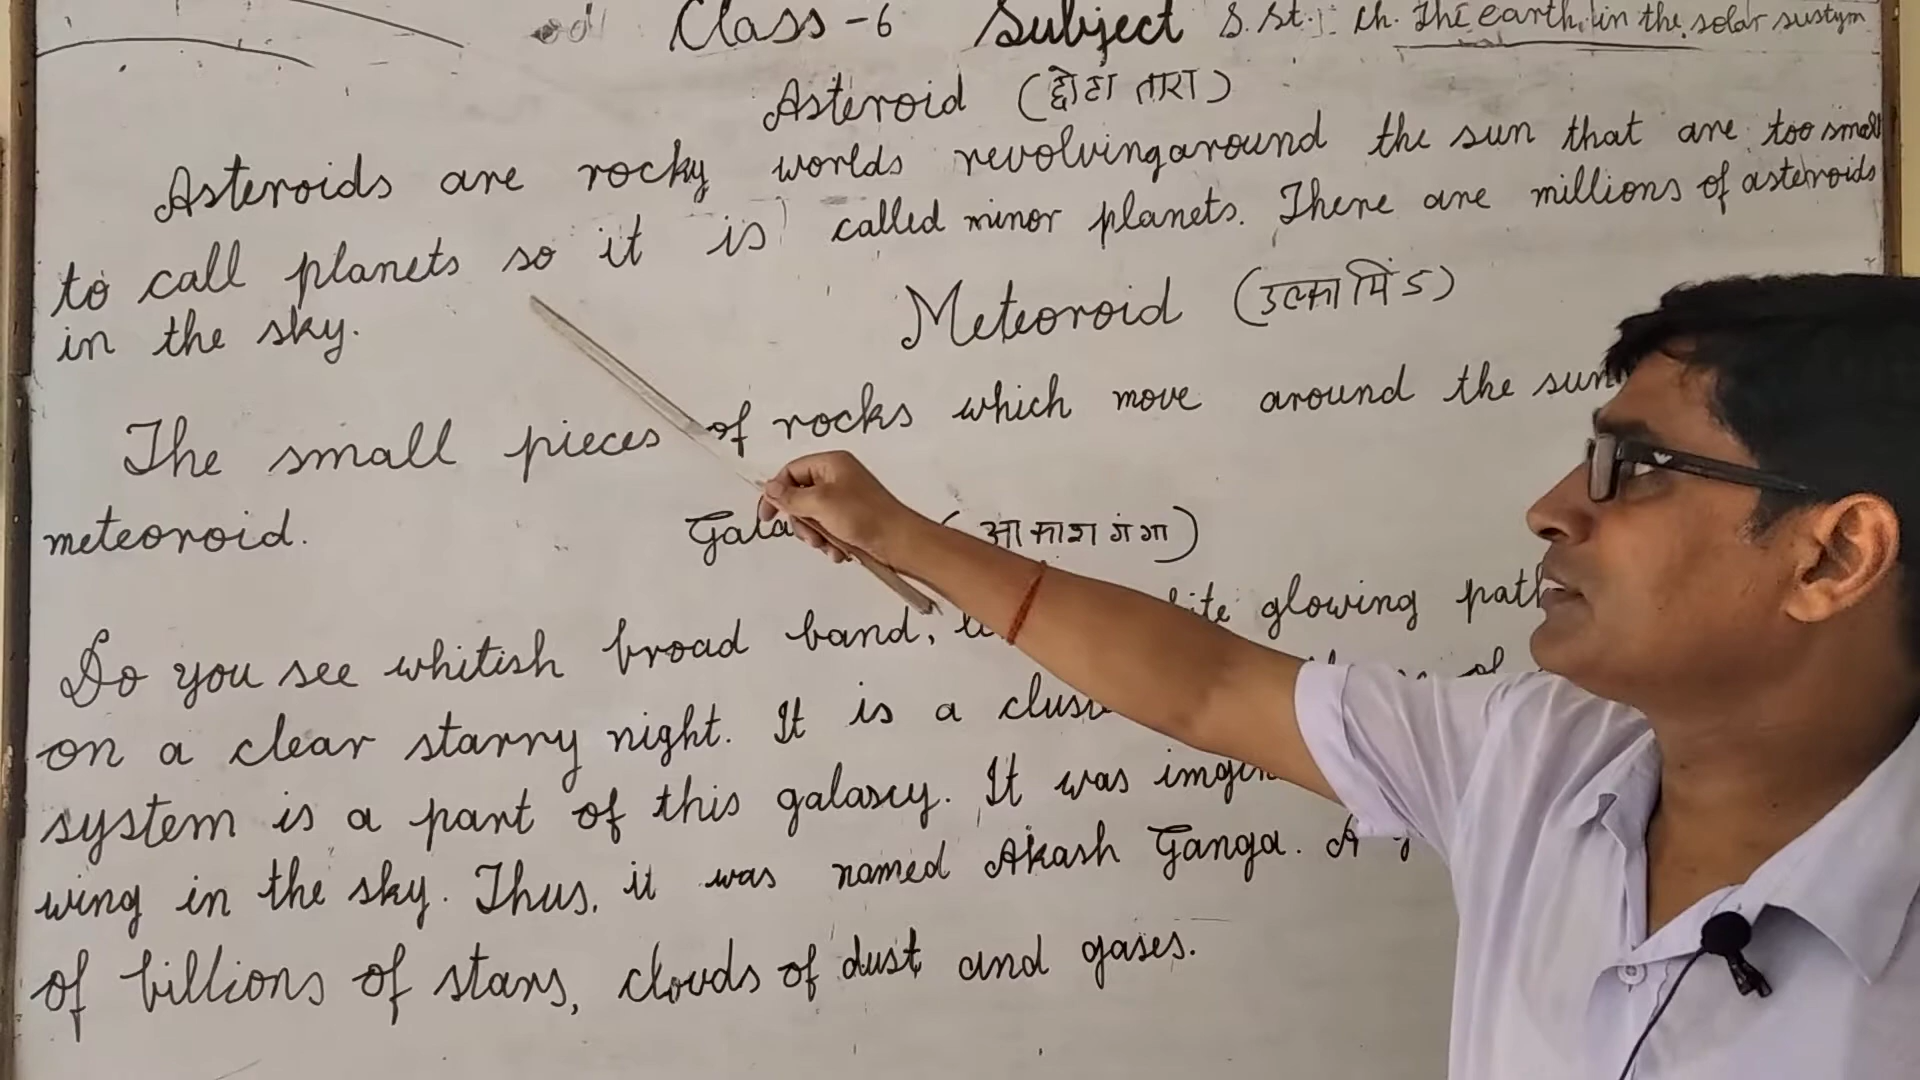 Class - 6 Subject S.St. Ch. The earth in the solar sustym
Asteroid (छोटा तारा)
Asteroids are rocky worlds revolving around the sun that are too small
to call planets so it is called minor planets. There are millions of asteroids
in the sky.
Meteoroid (उल्का पिंड)
The small pieces of rocks which move around the sun
meteoroid.
(आकाश गंगा)
Do you see whitish broad band, glowing path
on a clear starry night. It is a
system is a part of this galaxy. It was
wing in the sky. Thus, it was named Akash Ganga. A
of billions of stars, clouds of dust and gases.